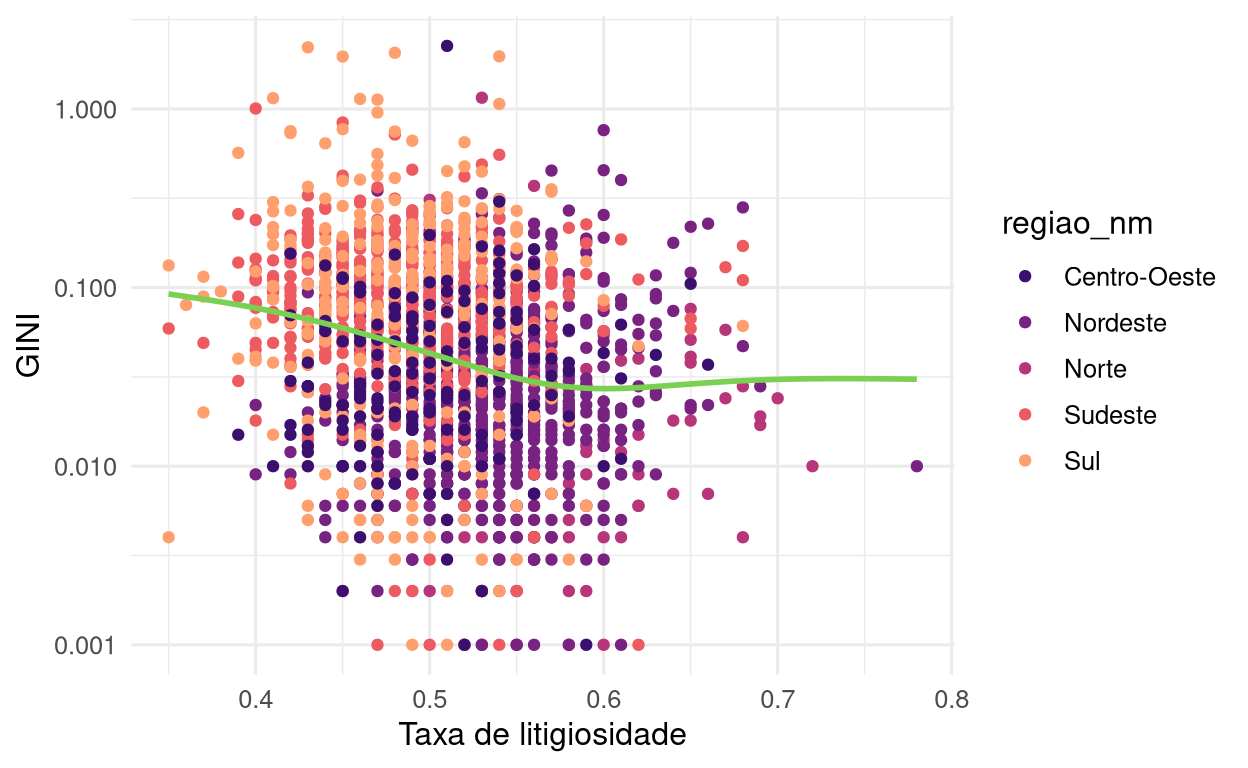 GINI
1.000
0.100
0.010
0.001
0.4 0.5 0.6 0.7 0.8
Taxa de litigiosidade
regiao_nm
Centro-Oeste
Nordeste
Norte
Sudeste
Sul